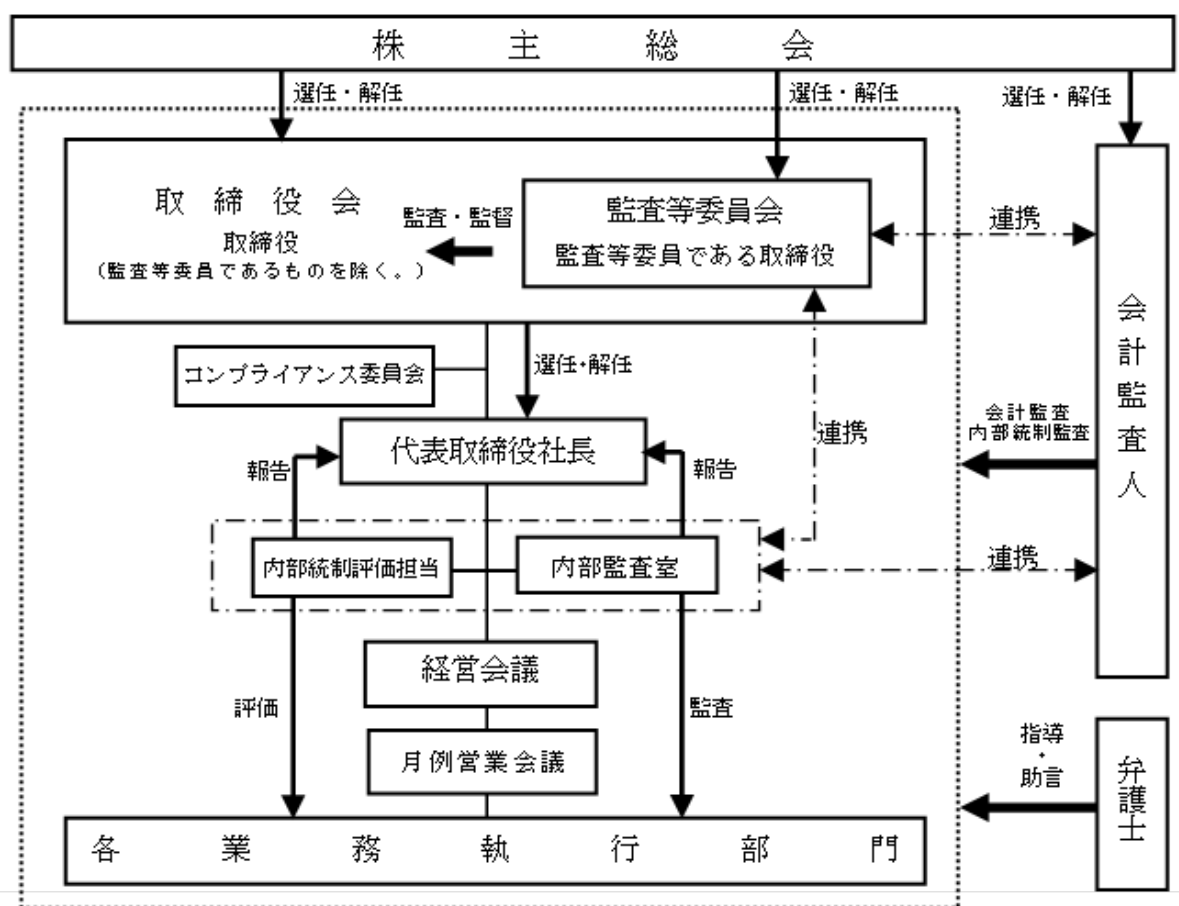 株主総会
選任・解任
選任・解任
選任・解任
取締役会
取締役
(監査等委員であるものを除く。)
監査・監督
監査等委員会
監査等委員である取締役
連携
会計監査人
コンプライアンス委員会
選任・解任
代表取締役社長
連携
会計監査
内部統制監査
報告
報告
内部統制評価担当
内部監査室
連携
経営会議
評価
監査
月例営業会議
指導
・
助言
弁護士
各業務執行部門